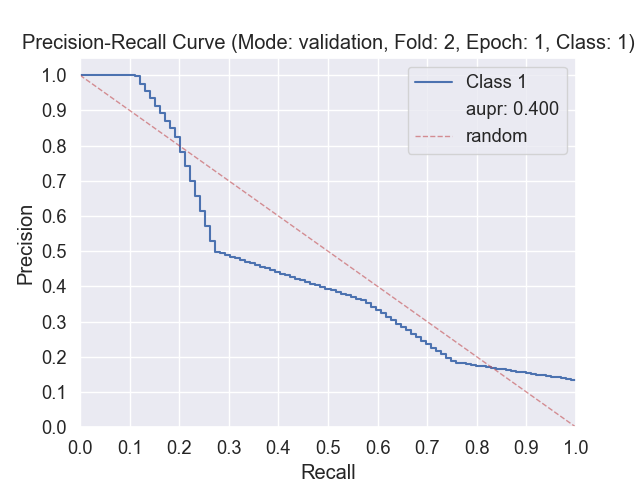 Precision-Recall Curve (Mode: validation, Fold: 2, Epoch: 1, Class: 1)
1.0
0.9
0.8
0.7
0.6
0.5
0.4
0.3
0.2
0.1
0.0
Precision
Class 1
aupr: 0.400
random
0.0 0.1 0.2 0.3 0.4 0.5 0.6 0.7 0.8 0.9 1.0
Recall